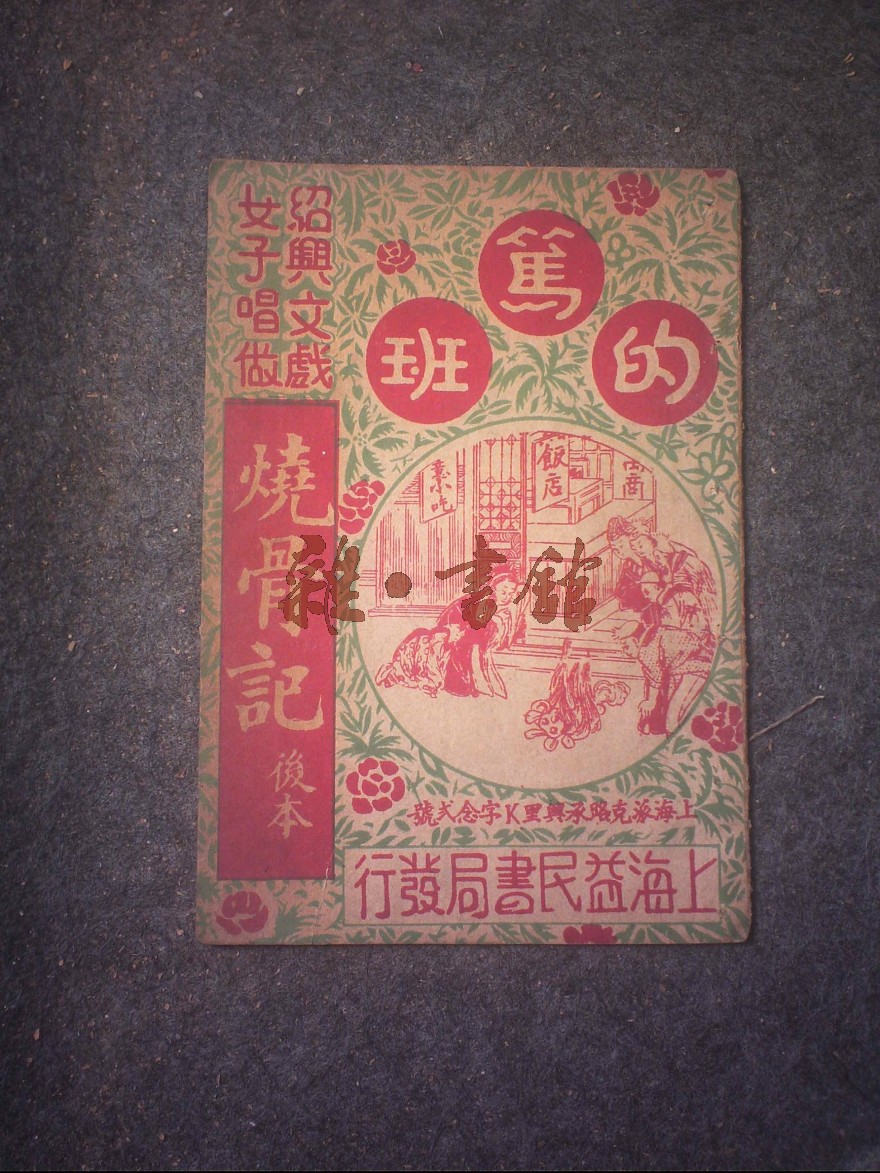 紹興文戲
女子唱做
的篤班
燒骨記
後本
飯店
小吃
雜·書館
上海派克路承興里K字念弍號
上海益民書局發行